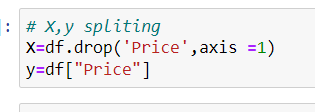 ]: # X,y spliting
X=df.drop('Price',axis =1)
y=df["Price"]